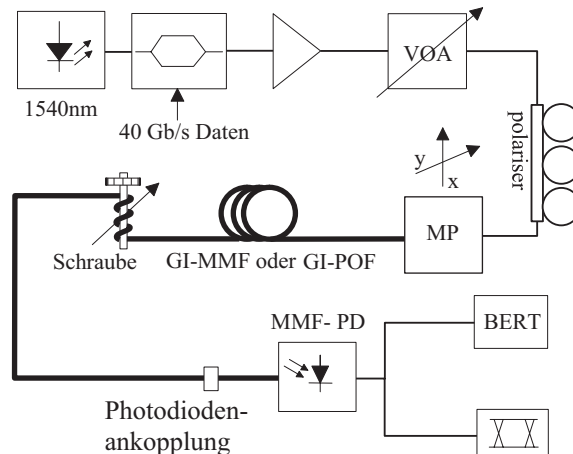 VOA
1540nm
40 Gb/s Daten
polariser
y
x
MP
Schraube
GI-MMF oder GI-POF
MMF- PD
BERT
Photodioden-
ankopplung